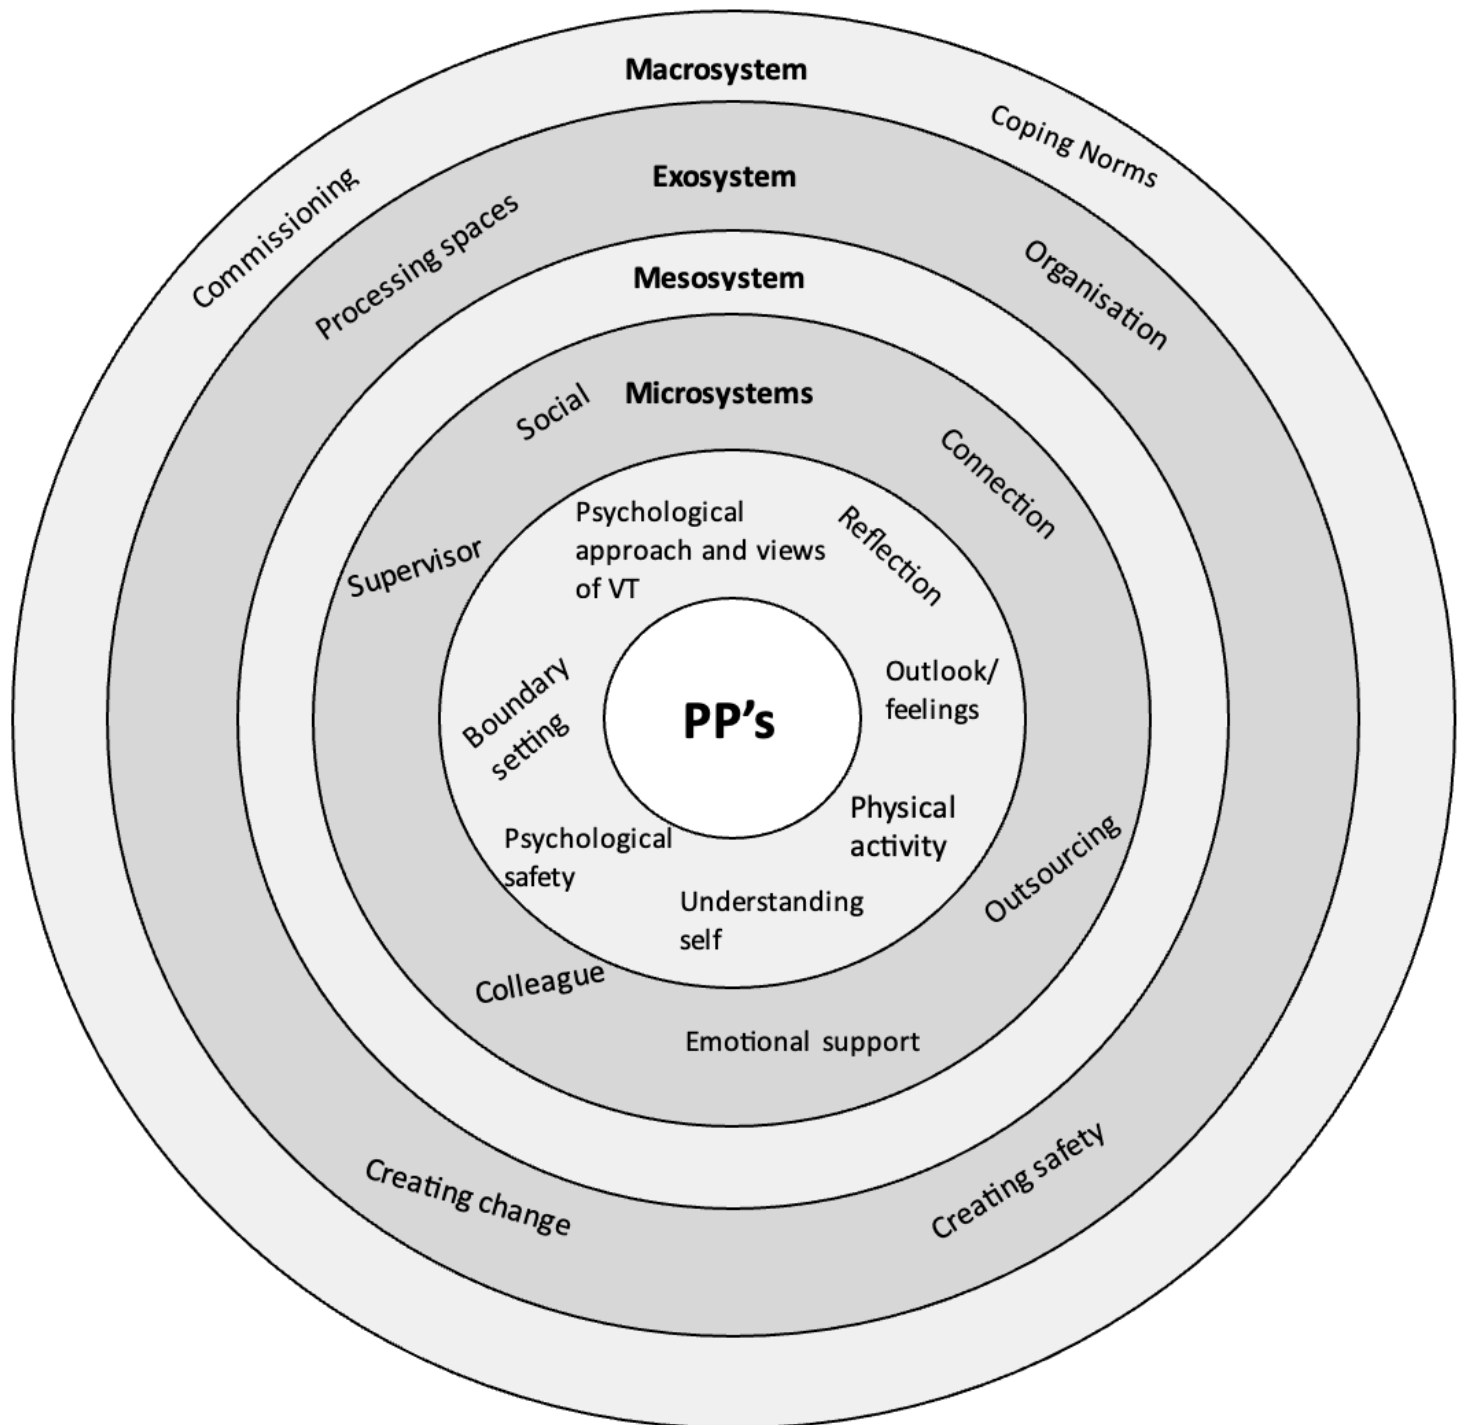 Macrosystem
Coping Norms
Commissioning
Exosystem
Processing spaces
Organisation
Mesosystem
Microsystems
Social
Connection
Supervisor
Psychological
approach and views
of VT
Reflection
Boundary
setting
PP’s
Outlook/
feelings
Physical
activity
Psychological
safety
Understanding
self
Outsourcing
Colleague
Emotional support
Creating change
Creating safety